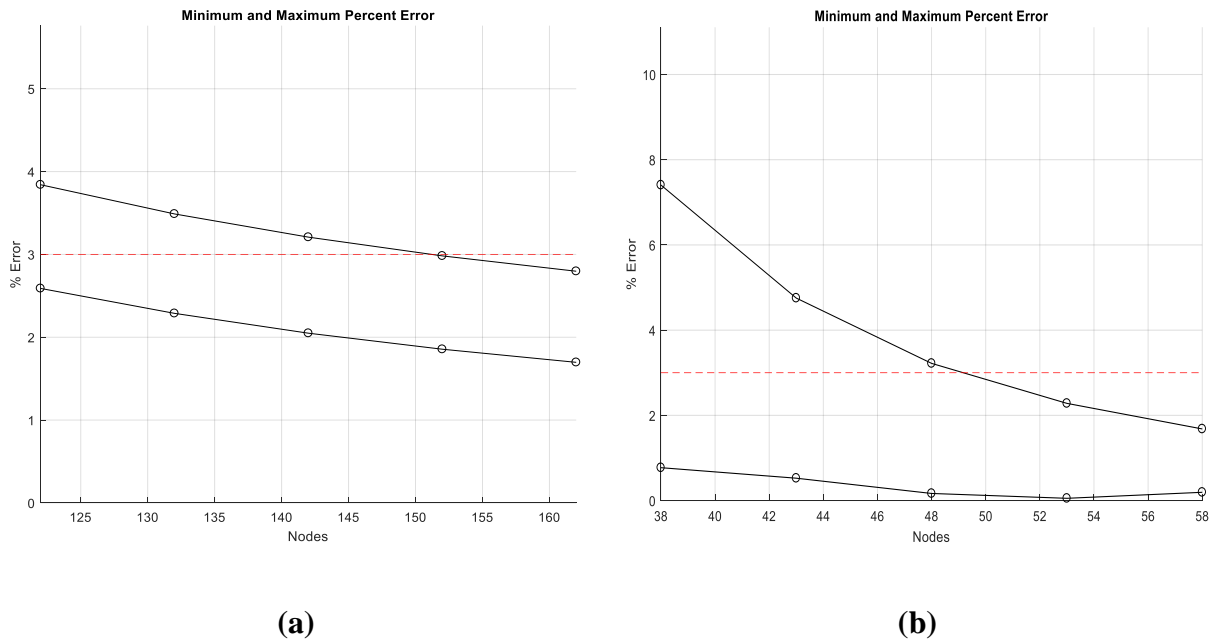 Minimum and Maximum Percent Error
5
4
3
2
1
0
% Error
125 130 135 140 145 150 155 160
Nodes
(a)
Minimum and Maximum Percent Error
10
8
6
4
2
0
% Error
38 40 42 44 46 48 50 52 54 56 58
Nodes
(b)